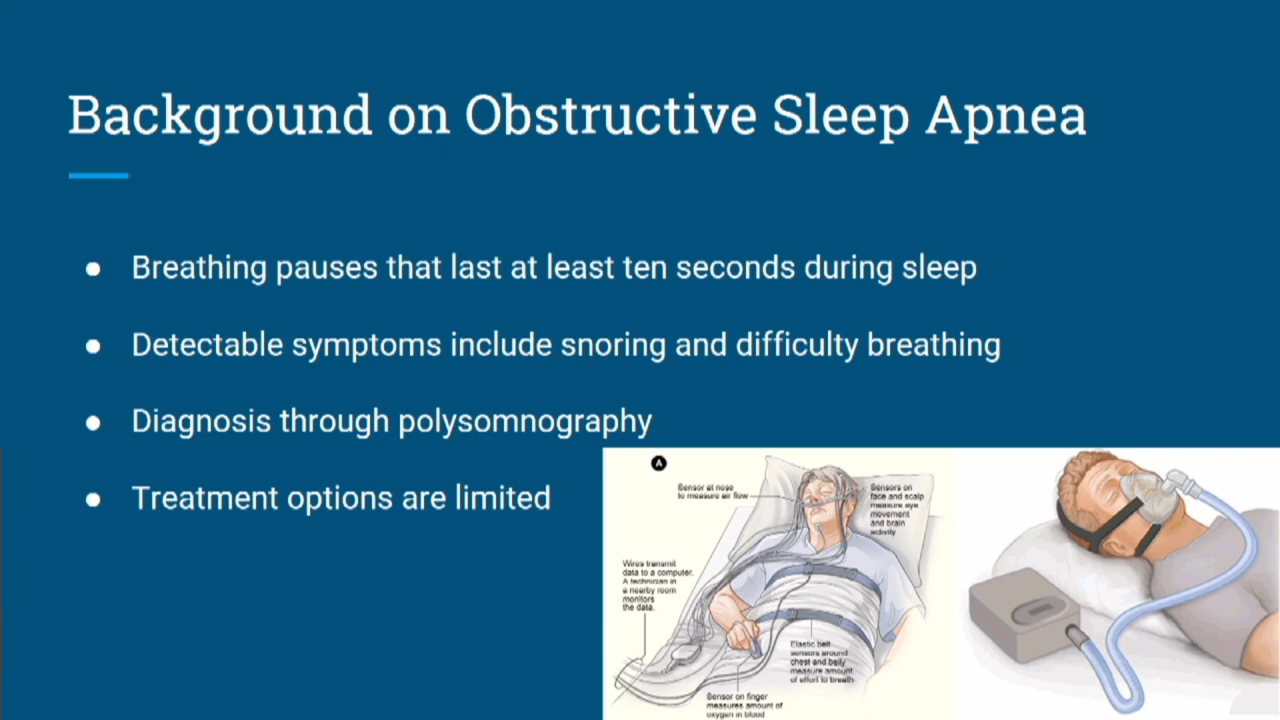 Background on Obstructive Sleep Apnea
● Breathing pauses that last at least ten seconds during sleep
● Detectable symptoms include snoring and difficulty breathing
● Diagnosis through polysomnography
● Treatment options are limited
A
Sensor at nose
to measure air flow
Sensors on
face and scalp
measure eye
movement
and brain
activity
Wires transmit
data to a computer.
A technician in
a nearby room
monitors
the data.
Elastic belt
sensors around
chest and belly
measure amount
of effort to breath
Sensor on finger
measures amount of
oxygen in blood